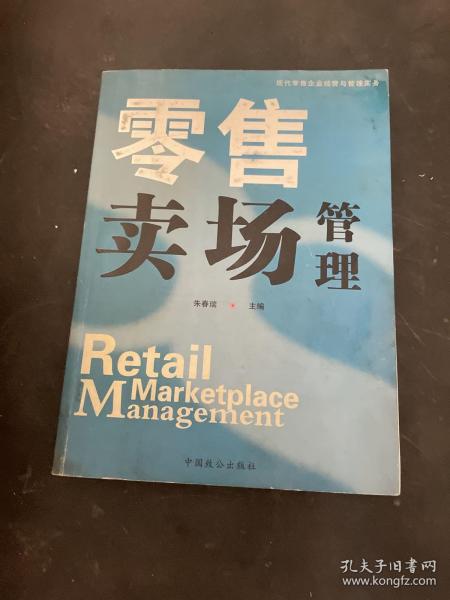 现代零售企业经营与管理实务
零售
卖场管理
朱春瑞 主编
Retail
Marketplace
Management
中国致公出版社
孔夫子旧书网
www.kongfz.com